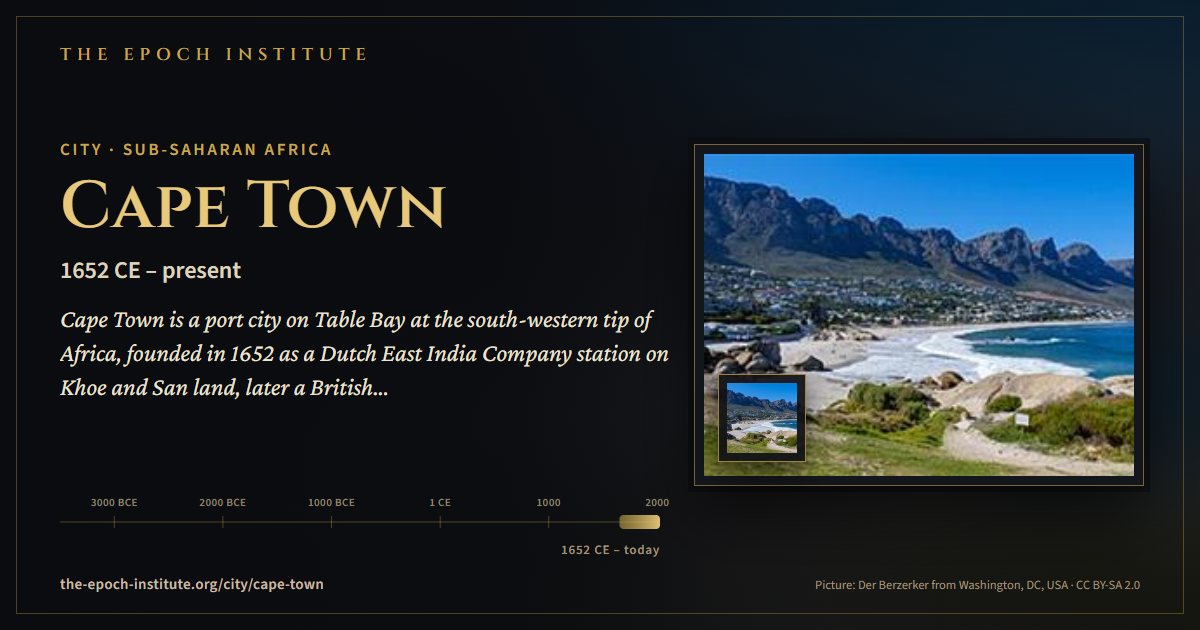 THE EPOCH INSTITUTE
CITY · SUB-SAHARAN AFRICA
CAPE TOWN
1652 CE – present
Cape Town is a port city on Table Bay at the south-western tip of
Africa, founded in 1652 as a Dutch East India Company station on
Khoe and San land, later a British...
3000 BCE 2000 BCE 1000 BCE 1 CE 1000 2000
1652 CE – today
the-epoch-institute.org/city/cape-town
Picture: Der Berzerker from Washington, DC, USA · CC BY-SA 2.0